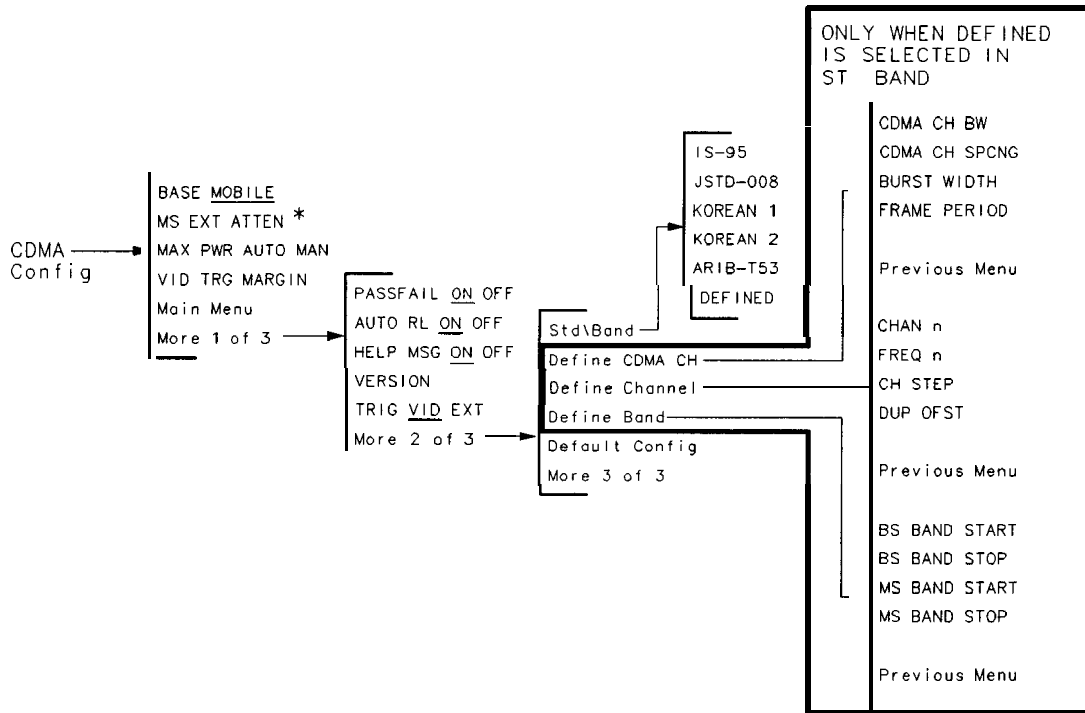 CDMA
Config
BASE MOBILE
MS EXT ATTEN *
MAX PWR AUTO MAN
VID TRG MARGIN
Main Menu
More 1 of 3
PASSFAIL ON OFF
AUTO RL ON OFF
HELP MSG ON OFF
VERSION
TRIG VID EXT
More 2 of 3
Std\Band
Define CDMA CH
Define Channel
Define Band
Default Config
More 3 of 3
IS-95
JSTD-008
KOREAN 1
KOREAN 2
ARIB-T53
DEFINED
ONLY WHEN DEFINED
IS SELECTED IN
ST BAND
CDMA CH BW
CDMA CH SPCNG
BURST WIDTH
FRAME PERIOD
Previous Menu
CHAN n
FREQ n
CH STEP
DUP OFST
Previous Menu
BS BAND START
BS BAND STOP
MS BAND START
MS BAND STOP
Previous Menu